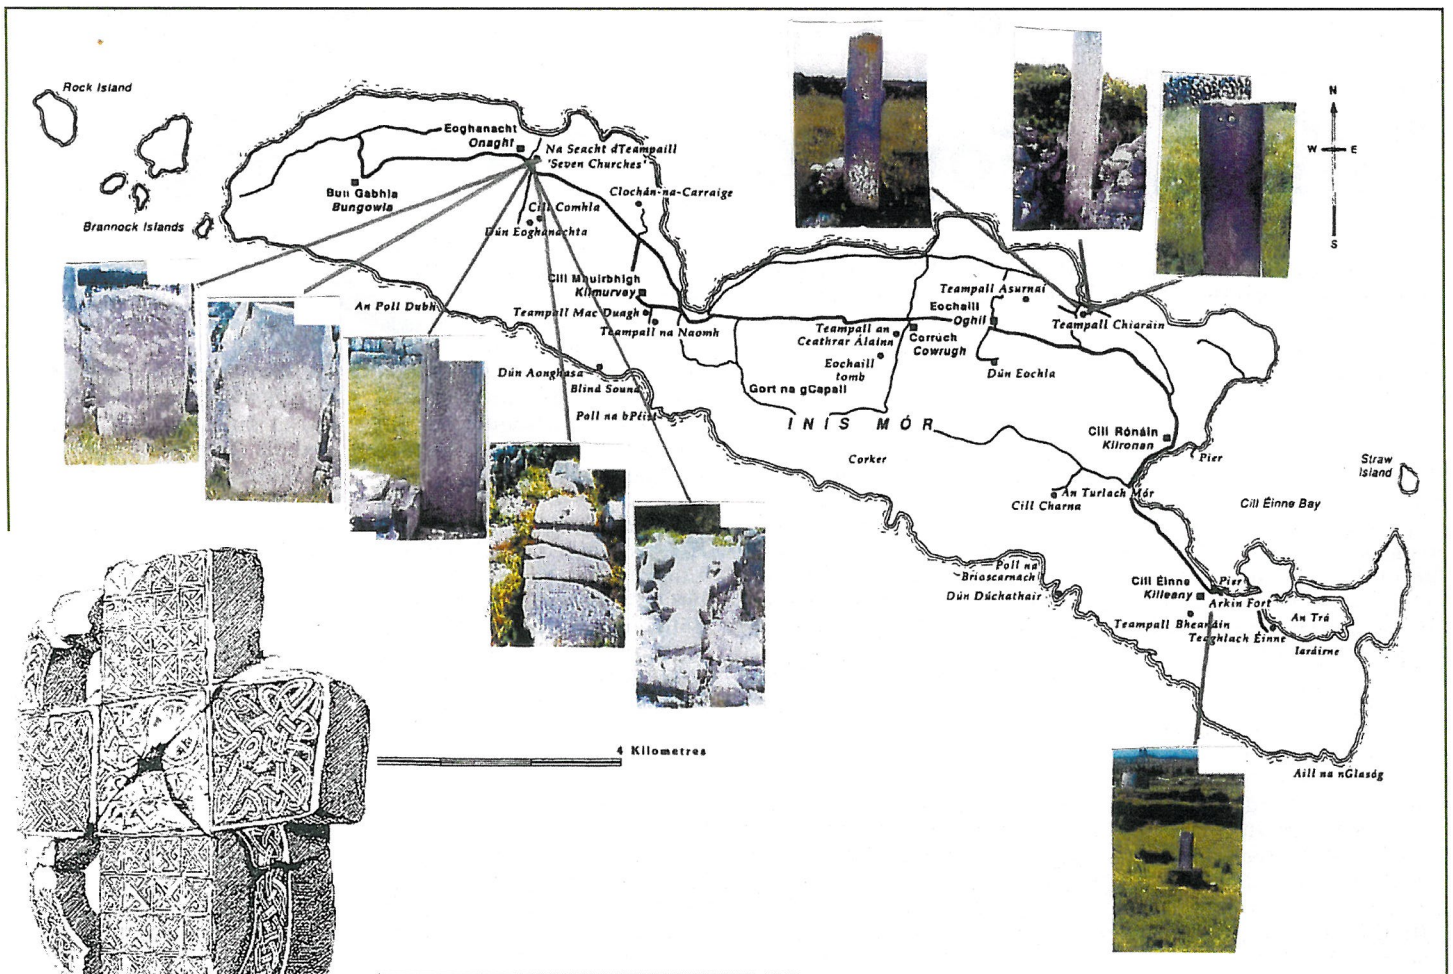 Rock Island
Brannock Islands
Eoghanacht
Onaght
Na Seacht dTeampaill
'Seven Churches'
Bun Gabhla
Bungowla
Clochán-na-Carraige
Cill Comhla
Dún Eoghanachta
Cill Mhuirbhigh
Kilmurvey
An Poll Dubh
Teampall Mac Duagh
Teampall na Naomh
Dún Aonghasa
Blind Sound
Poll na bPéist
Gort na gCapall
INIS MÓR
Teampall an
Ceathrar Álainn
Corrúch
Cowrugh
Eochaill
tomb
Teampall Asurnaí
Eochaill
Oghil
Dún Eochla
Teampall Chiaráin
N
W
E
S
Corker
Cill Rónáin
Kilronan
Pier
Straw
Island
An Turlach Mór
Cill Charna
Cill Éinne Bay
Poll na
Brioscarnach
Dún Dúchathair
Cill Éinne
Killeany
Pier
Arkin Fort
An Trá
Teampall Bheanáin
Teaghlach Éinne
Iaráirne
Aill na nGlasóg
4 Kilometres